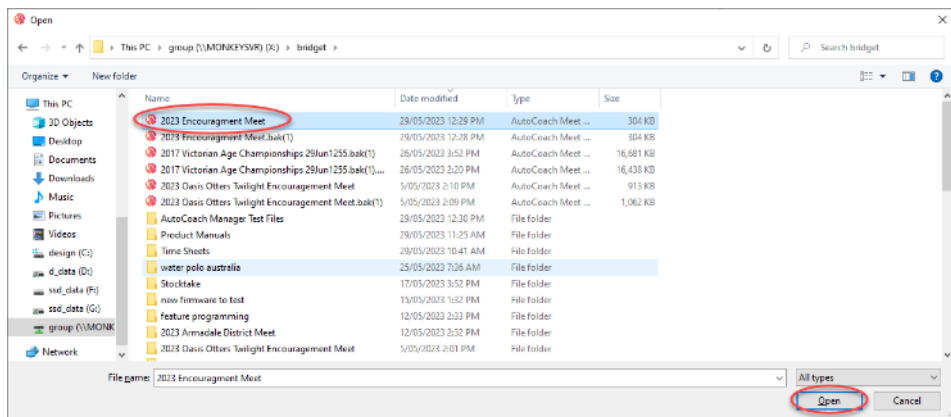 Open
This PC > group (\\MONKEYSVR) (X:) > bridget >
Search bridget
Organize
New folder
Name Date modified Type Size
This PC
3D Objects
Desktop
Documents
Downloads
Music
Pictures
Videos
design (C:)
d_data (D:)
ssd_data (F:)
ssd_data (G:)
group (\\MONK
Network
2023 Encouragment Meet 29/05/2023 12:29 PM AutoCoach Meet ... 304 KB
2023 Encouragment Meet.bak(1) 29/05/2023 12:28 PM AutoCoach Meet ... 304 KB
2017 Victorian Age Championships 29Jun1255.bak(1) 26/05/2023 3:52 PM AutoCoach Meet ... 16,681 KB
2017 Victorian Age Championships 29Jun1255.bak(1).... 26/05/2023 2:20 PM AutoCoach Meet ... 16,438 KB
2023 Oasis Otters Twilight Encouragement Meet 5/05/2023 2:10 PM AutoCoach Meet ... 913 KB
2023 Oasis Otters Twilight Encouragement Meet.bak(1) 5/05/2023 2:09 PM AutoCoach Meet ... 1,062 KB
AutoCoach Manager Test Files 29/05/2023 12:30 PM File folder
Product Manuals 29/05/2023 11:25 AM File folder
Time Sheets 29/05/2023 10:41 AM File folder
water polo australia 25/05/2023 7:36 AM File folder
Stocktake 17/05/2023 3:52 PM File folder
new firmware to test 15/05/2023 1:32 PM File folder
feature programming 12/05/2023 2:33 PM File folder
2023 Armadale District Meet 12/05/2023 2:32 PM File folder
2023 Oasis Otters Twilight Encouragement Meet 5/05/2023 2:01 PM File folder
File name: 2023 Encouragment Meet
All types
Open
Cancel